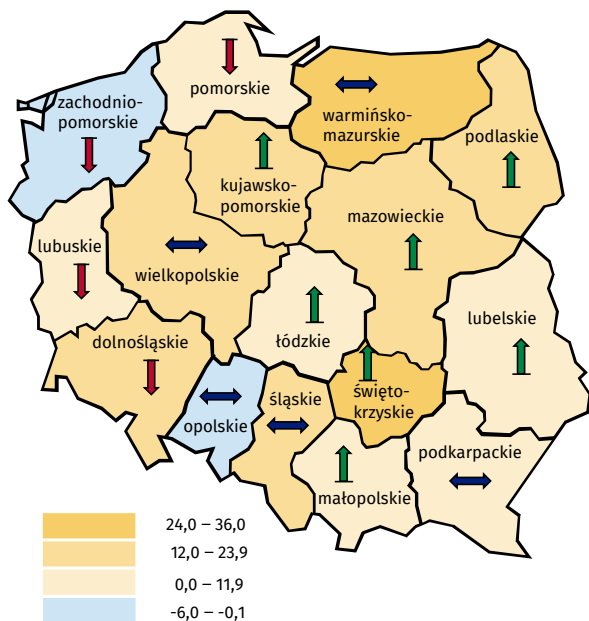 pomorskie
zachodnio-
pomorskie
warmińsko-
mazurskie
podlaskie
kujawsko-
pomorskie
mazowieckie
lubuskie
wielkopolskie
lubelskie
dolnośląskie
łódzkie
śląskie
święto-
krzyskie
opolskie
podkarpackie
małopolskie
24,0 – 36,0
12,0 – 23,9
0,0 – 11,9
-6,0 – -0,1